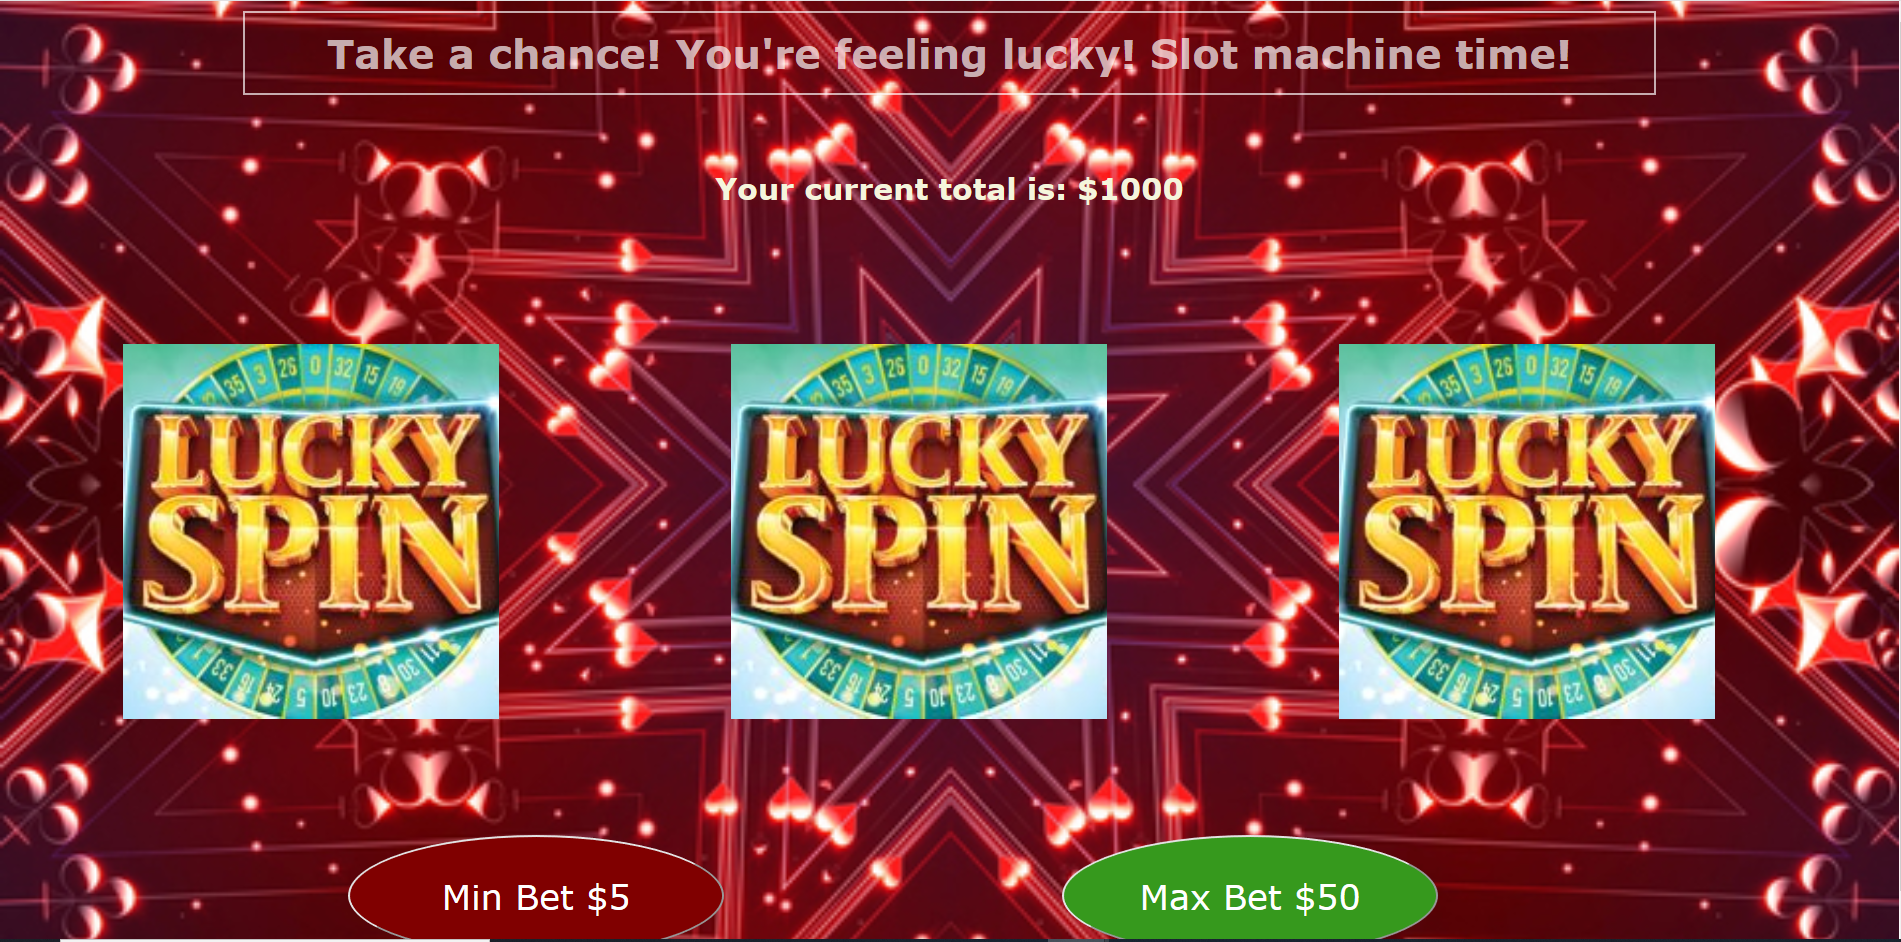 Take a chance! You're feeling lucky! Slot machine time!
Your current total is: $1000
35 3 26 0 32 15 19
LUCKY
SPIN
33 24 5 10 23 8 30 11
35 3 26 0 32 15 19
LUCKY
SPIN
33 24 5 10 23 8 30 11
35 3 26 0 32 15 19
LUCKY
SPIN
33 24 5 10 23 8 30 11
Min Bet $5
Max Bet $50